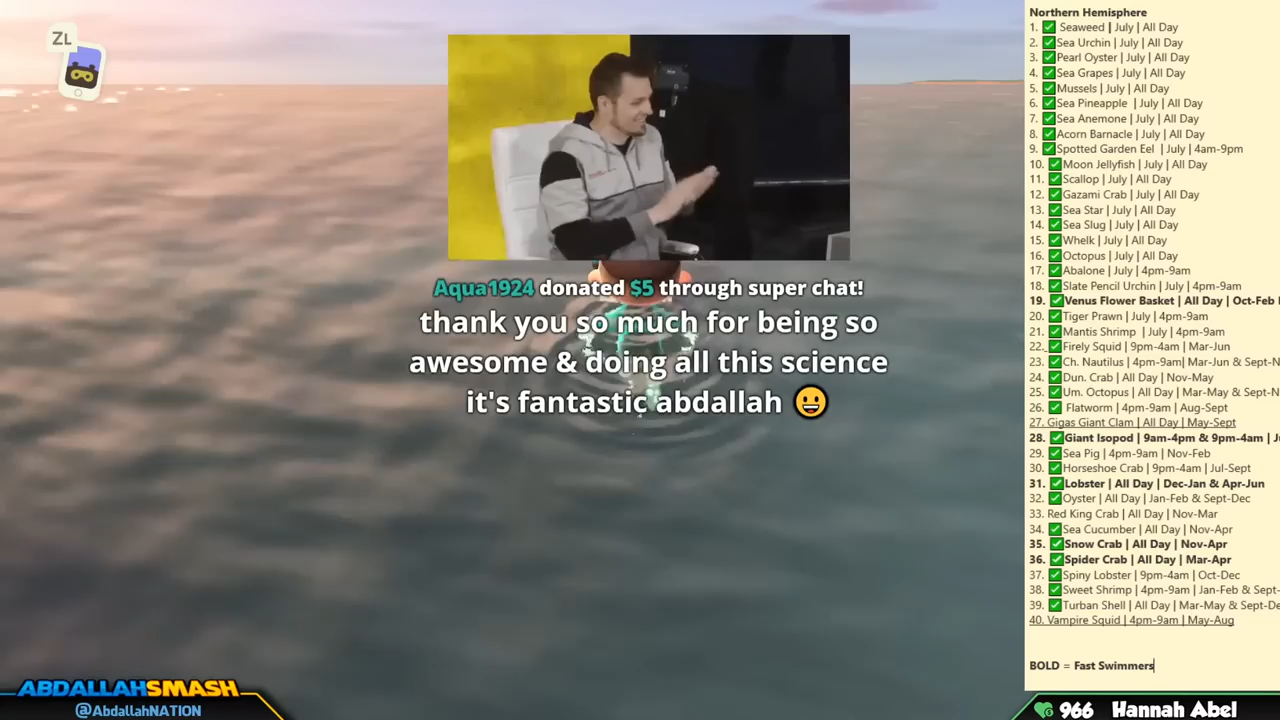 ZL
Aqua1924 donated $5 through super chat!
thank you so much for being so
awesome & doing all this science
it's fantastic abdallah 😀
Northern Hemisphere
1. ✅ Seaweed | July | All Day
2. ✅Sea Urchin | July | All Day
3. ✅Pearl Oyster | July | All Day
4. ✅Sea Grapes | July | All Day
5. ✅Mussels | July | All Day
6. ✅Sea Pineapple | July | All Day
7. ✅Sea Anemone | July | All Day
8. ✅Acorn Barnacle | July | All Day
9. ✅Spotted Garden Eel | July | 4am-9pm
10. ✅Moon Jellyfish | July | All Day
11. ✅Scallop | July | All Day
12. ✅Gazami Crab | July | All Day
13. ✅Sea Star | July | All Day
14. ✅Sea Slug | July | All Day
15. ✅Whelk | July | All Day
16. ✅Octopus | July | All Day
17. ✅Abalone | July | 4pm-9am
18. ✅Slate Pencil Urchin | July | 4pm-9am
19. ✅Venus Flower Basket | All Day | Oct-Feb
20. ✅Tiger Prawn | July | 4pm-9am
21. ✅Mantis Shrimp | July | 4pm-9am
22. ✅Firely Squid | 9pm-4am | Mar-Jun
23. ✅Ch. Nautilus | 4pm-9am| Mar-Jun & Sept-N
24. ✅Dun. Crab | All Day | Nov-May
25. ✅Um. Octopus | All Day | Mar-May & Sept-N
26. ✅ Flatworm | 4pm-9am | Aug-Sept
27. Gigas Giant Clam | All Day | May-Sept
28. ✅Giant Isopod | 9am-4pm & 9pm-4am | Ju
29. ✅Sea Pig | 4pm-9am | Nov-Feb
30. ✅Horseshoe Crab | 9pm-4am | Jul-Sept
31. ✅Lobster | All Day | Dec-Jan & Apr-Jun
32. ✅Oyster | All Day | Jan-Feb & Sept-Dec
33. Red King Crab | All Day | Nov-Mar
34. ✅Sea Cucumber | All Day | Nov-Apr
35. ✅Snow Crab | All Day | Nov-Apr
36. ✅Spider Crab | All Day | Mar-Apr
37. ✅Spiny Lobster | 9pm-4am | Oct-Dec
38. ✅Sweet Shrimp | 4pm-9am | Jan-Feb & Sept-
39. ✅Turban Shell | All Day | Mar-May & Sept-De
40. Vampire Squid | 4pm-9am | May-Aug
BOLD = Fast Swimmers
ABDALLAHSMASH
@AbdallahNATION
966 Hannah Abel